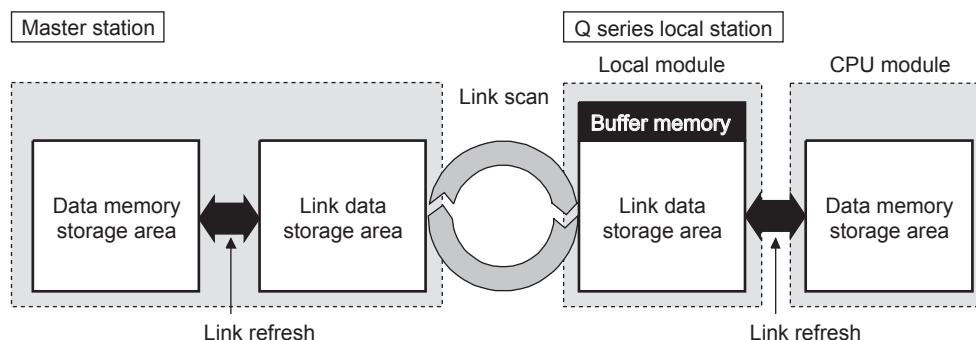 Master station
Q series local station
Local module
CPU module
Link scan
Buffer memory
Data memory
storage area
Link data
storage area
Link data
storage area
Data memory
storage area
Link refresh
Link refresh